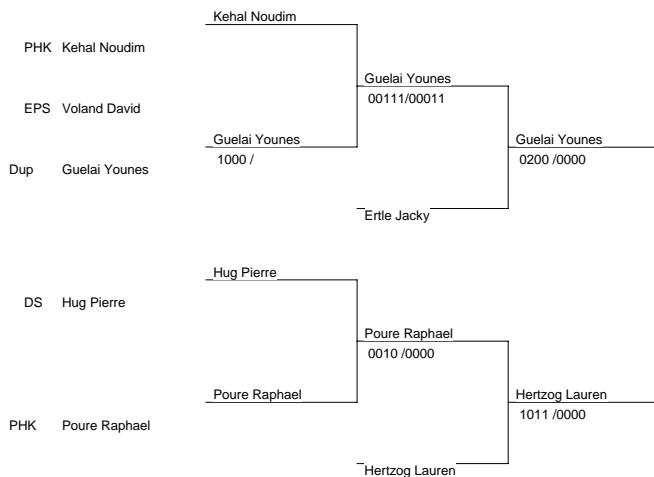 Kehal Noudim
PHK Kehal Noudim
Guelai Younes
00111/00011
EPS Voland David
Guelai Younes
1000 /
Guelai Younes
0200 /0000
Dup Guelai Younes
Ertle Jacky
Hug Pierre
DS Hug Pierre
Poure Raphael
0010 /0000
Poure Raphael
Hertzog Lauren
1011 /0000
PHK Poure Raphael
Hertzog Lauren